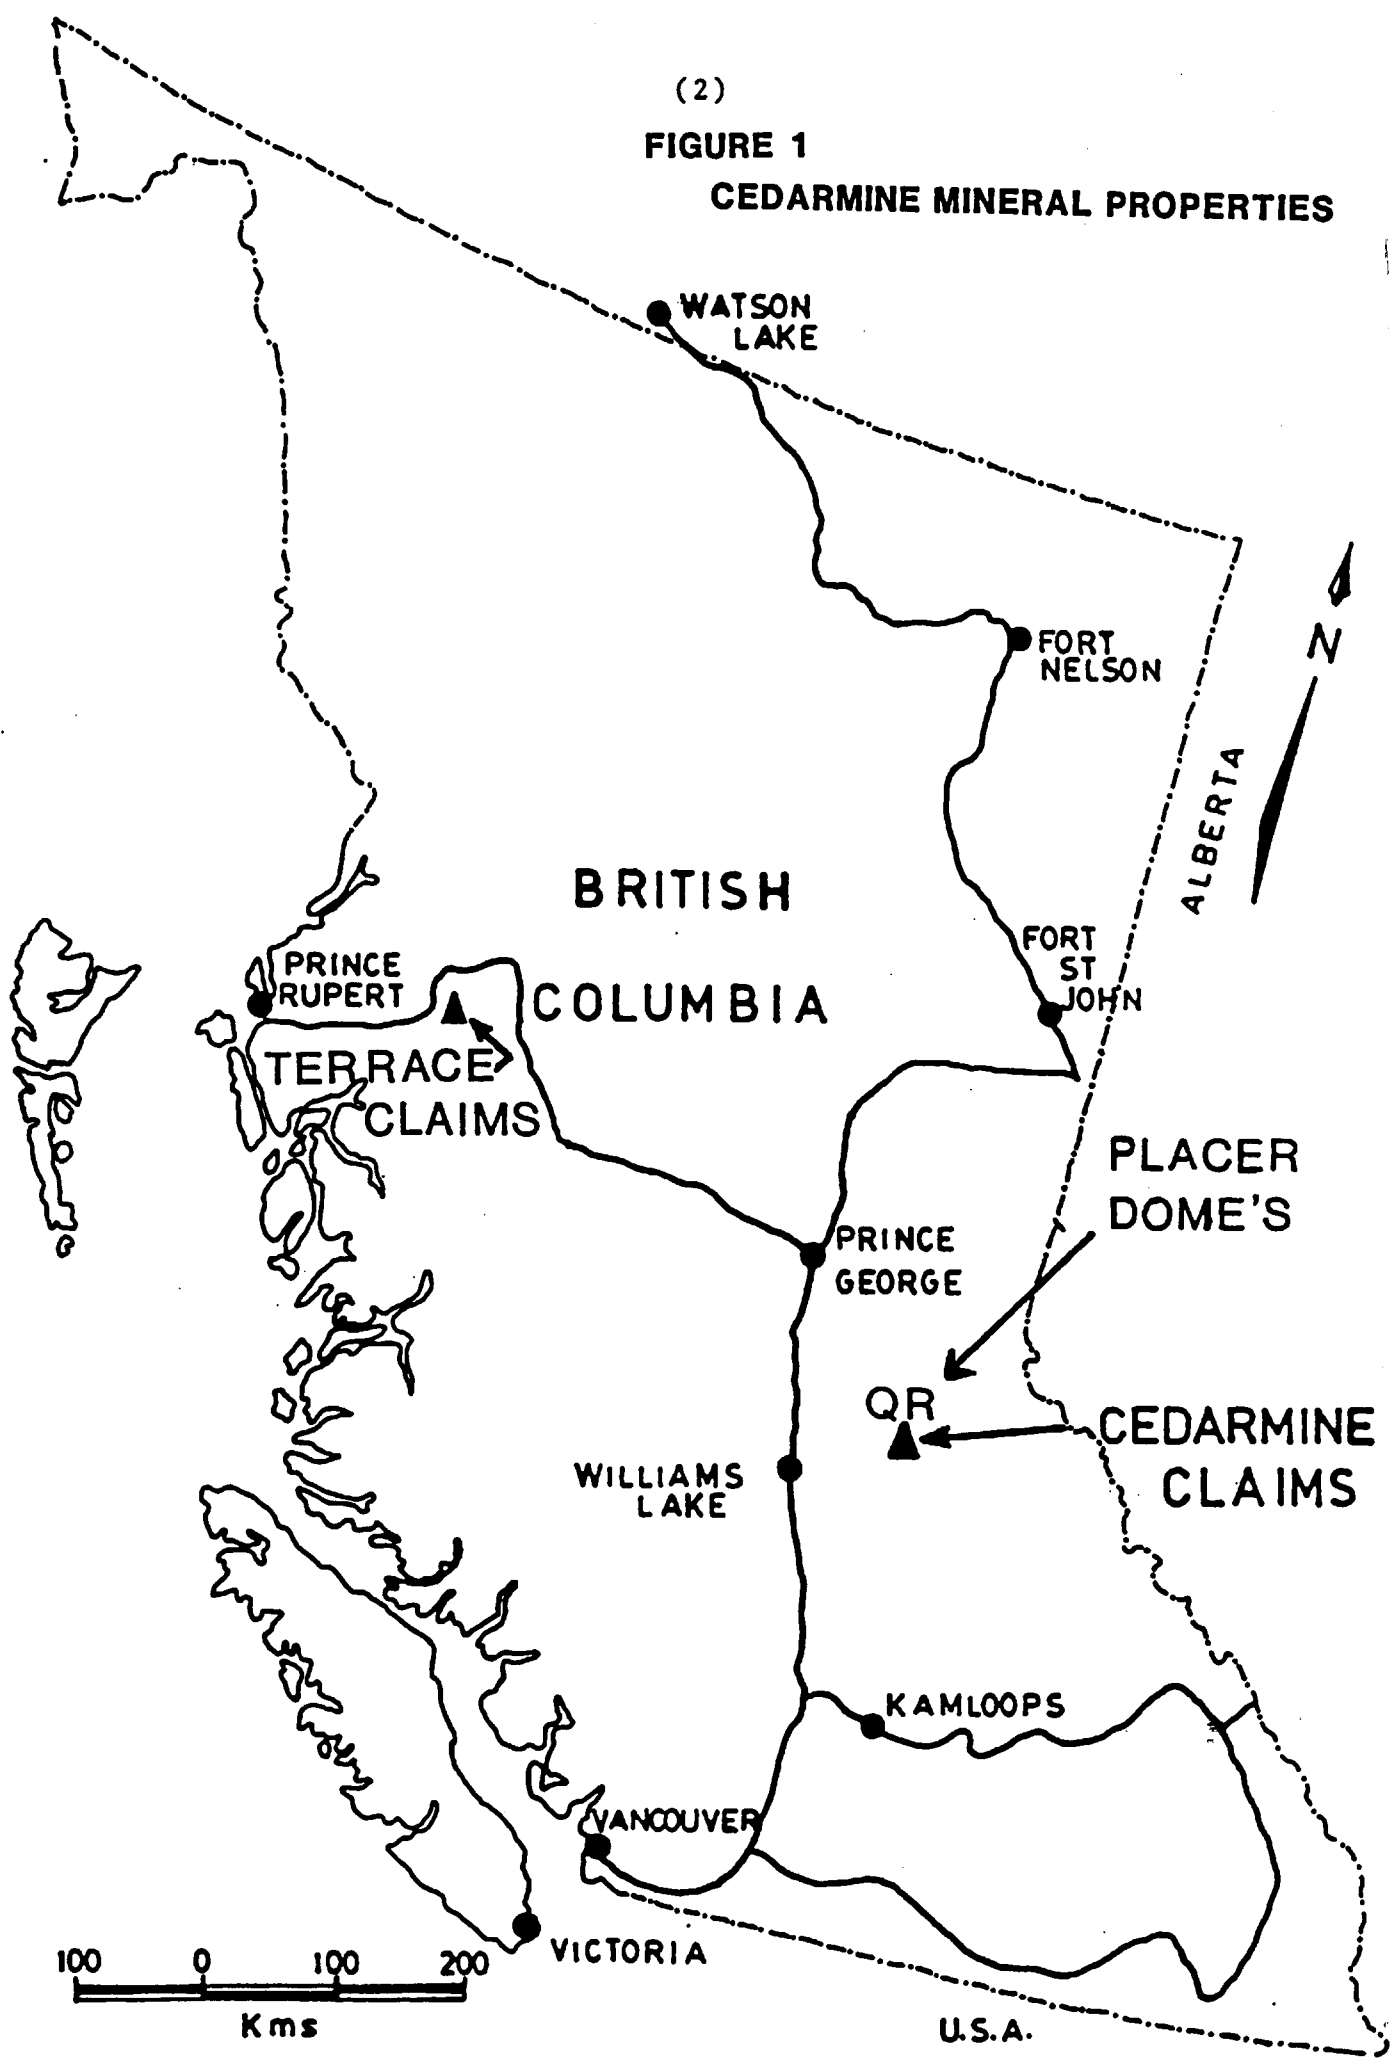 (2)
FIGURE 1
CEDARMINE MINERAL PROPERTIES
WATSON
LAKE
FORT
NELSON
N
ALBERTA
BRITISH
COLUMBIA
FORT
ST
JOHN
PRINCE
RUPERT
TERRACE
CLAIMS
PLACER
DOME'S
PRINCE
GEORGE
QR
CEDARMINE
CLAIMS
WILLIAMS
LAKE
KAMLOOPS
VANCOUVER
VICTORIA
100 0 100 200
Kms
U.S.A.